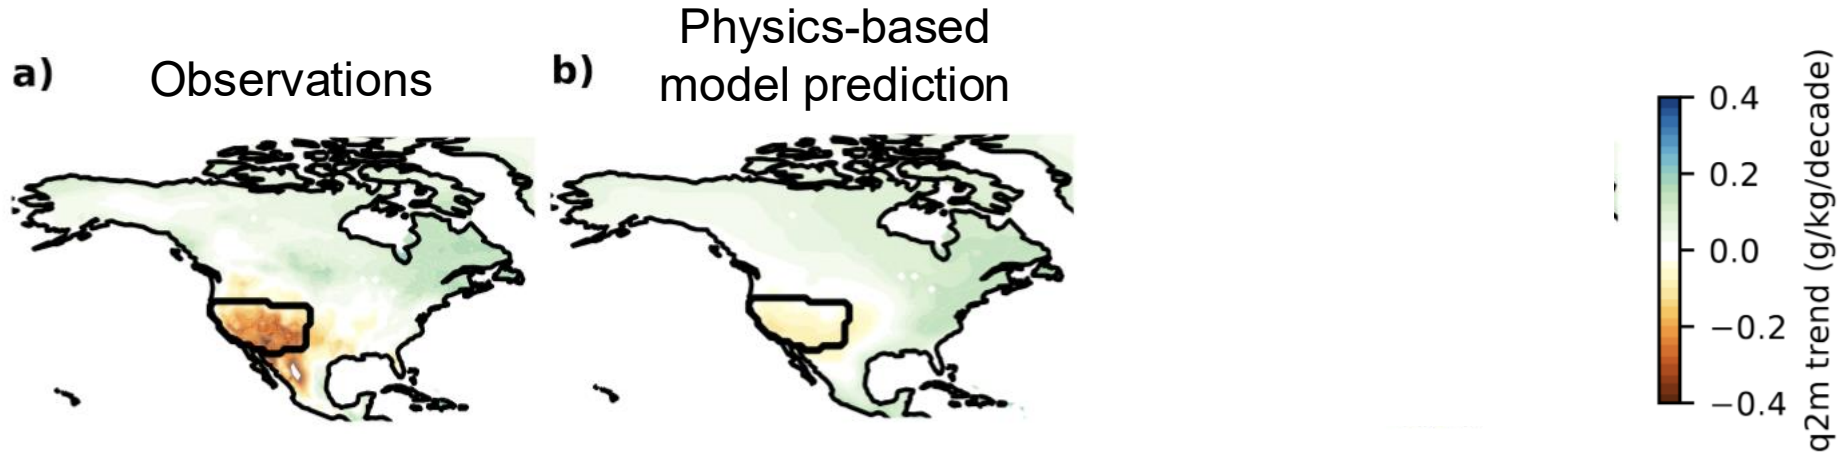 a)
Observations
b)
Physics-based
model prediction
0.4
0.2
0.0
−0.2
−0.4
q2m trend (g/kg/decade)